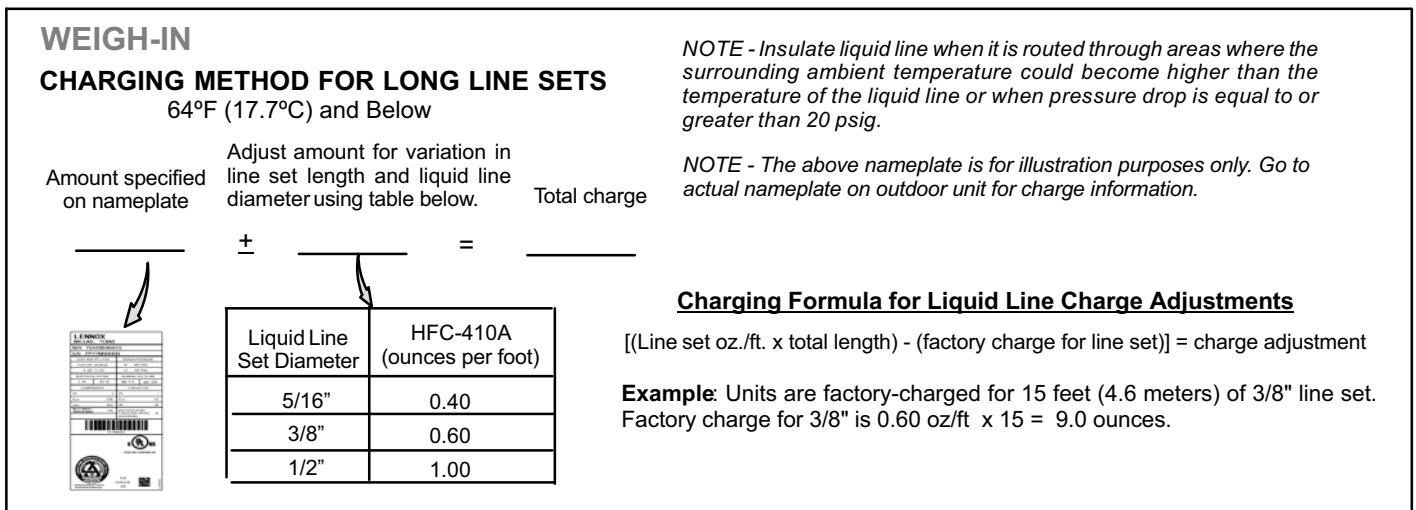 WEIGH-IN
CHARGING METHOD FOR LONG LINE SETS
64ºF (17.7ºC) and Below
Amount specified
on nameplate
Adjust amount for variation in
line set length and liquid line
diameter using table below.
Total charge
±
=
LENNOX
Liquid Line
Set Diameter
HFC-410A
(ounces per foot)
5/16”
0.40
3/8”
0.60
1/2”
1.00
NOTE - Insulate liquid line when it is routed through areas where the
surrounding ambient temperature could become higher than the
temperature of the liquid line or when pressure drop is equal to or
greater than 20 psig.
NOTE - The above nameplate is for illustration purposes only. Go to
actual nameplate on outdoor unit for charge information.
Charging Formula for Liquid Line Charge Adjustments
[(Line set oz./ft. x total length) - (factory charge for line set)] = charge adjustment
Example: Units are factory-charged for 15 feet (4.6 meters) of 3/8" line set.
Factory charge for 3/8" is 0.60 oz/ft x 15 = 9.0 ounces.